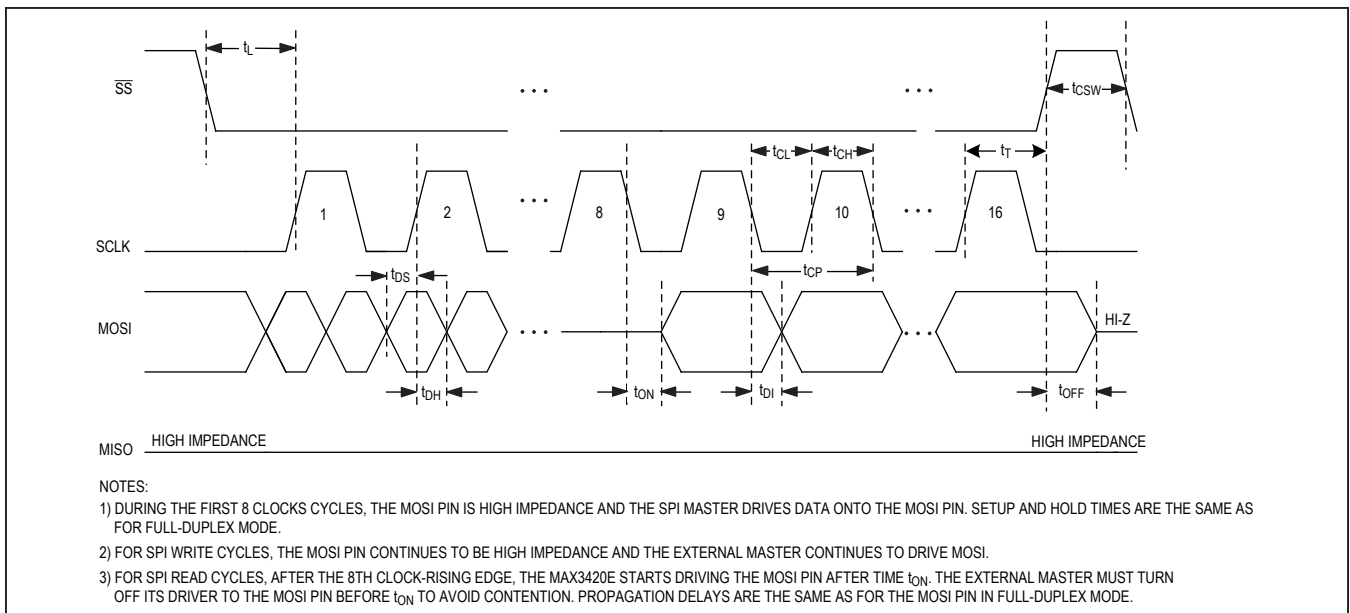 tL
SS
• • •
• • •
tCSW
tCL
tCH
tT
1
2
• • •
8
9
10
• • •
16
SCLK
tDS
tCP
MOSI
• • •
• • •
HI-Z
tDH
tON
tDI
tOFF
MISO
HIGH IMPEDANCE
HIGH IMPEDANCE
NOTES:
1) DURING THE FIRST 8 CLOCKS CYCLES, THE MOSI PIN IS HIGH IMPEDANCE AND THE SPI MASTER DRIVES DATA ONTO THE MOSI PIN. SETUP AND HOLD TIMES ARE THE SAME AS
FOR FULL-DUPLEX MODE.
2) FOR SPI WRITE CYCLES, THE MOSI PIN CONTINUES TO BE HIGH IMPEDANCE AND THE EXTERNAL MASTER CONTINUES TO DRIVE MOSI.
3) FOR SPI READ CYCLES, AFTER THE 8TH CLOCK-RISING EDGE, THE MAX3420E STARTS DRIVING THE MOSI PIN AFTER TIME tON. THE EXTERNAL MASTER MUST TURN
OFF ITS DRIVER TO THE MOSI PIN BEFORE tON TO AVOID CONTENTION. PROPAGATION DELAYS ARE THE SAME AS FOR THE MOSI PIN IN FULL-DUPLEX MODE.